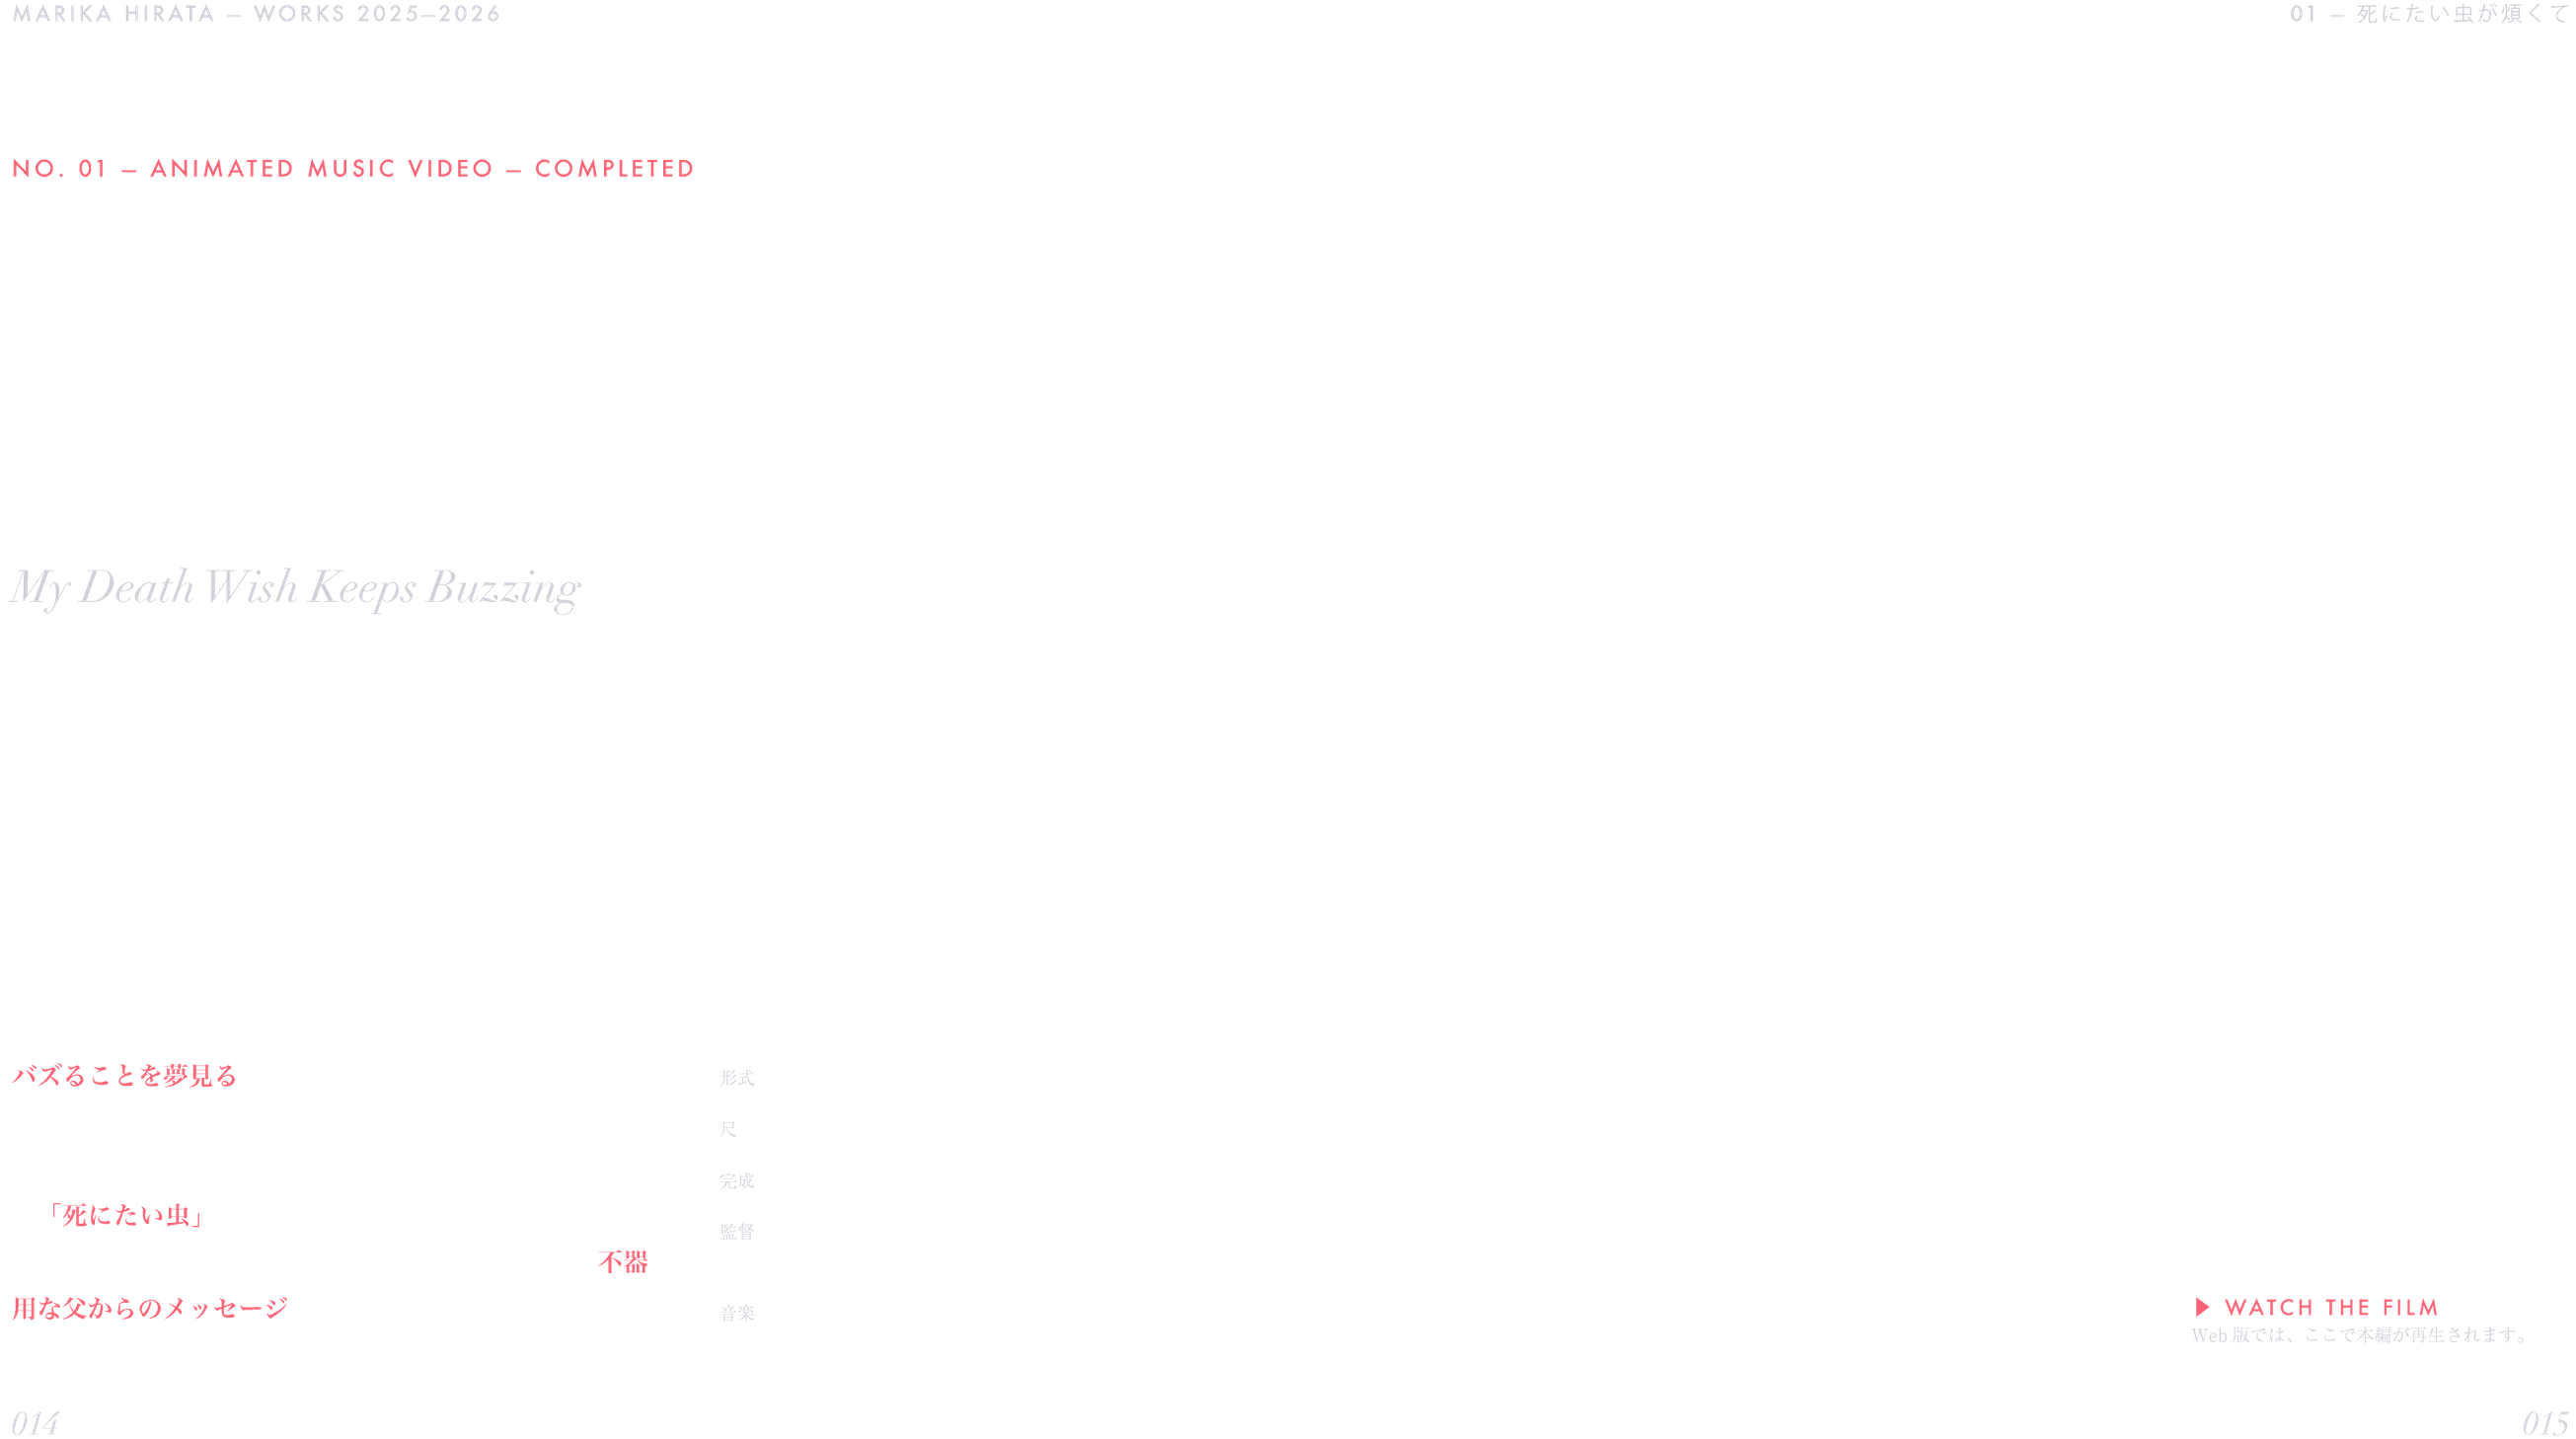 MARIKA HIRATA — WORKS 2025—2026
01 — 死にたい虫が煩くて
NO. 01 — ANIMATED MUSIC VIDEO — COMPLETED
My Death Wish Keeps Buzzing
バズることを夢見る
「死にたい虫」
不器
用な父からのメッセージ
形式
尺
完成
監督
音楽
▶ WATCH THE FILM
Web 版では、ここで本編が再生されます。
014
015